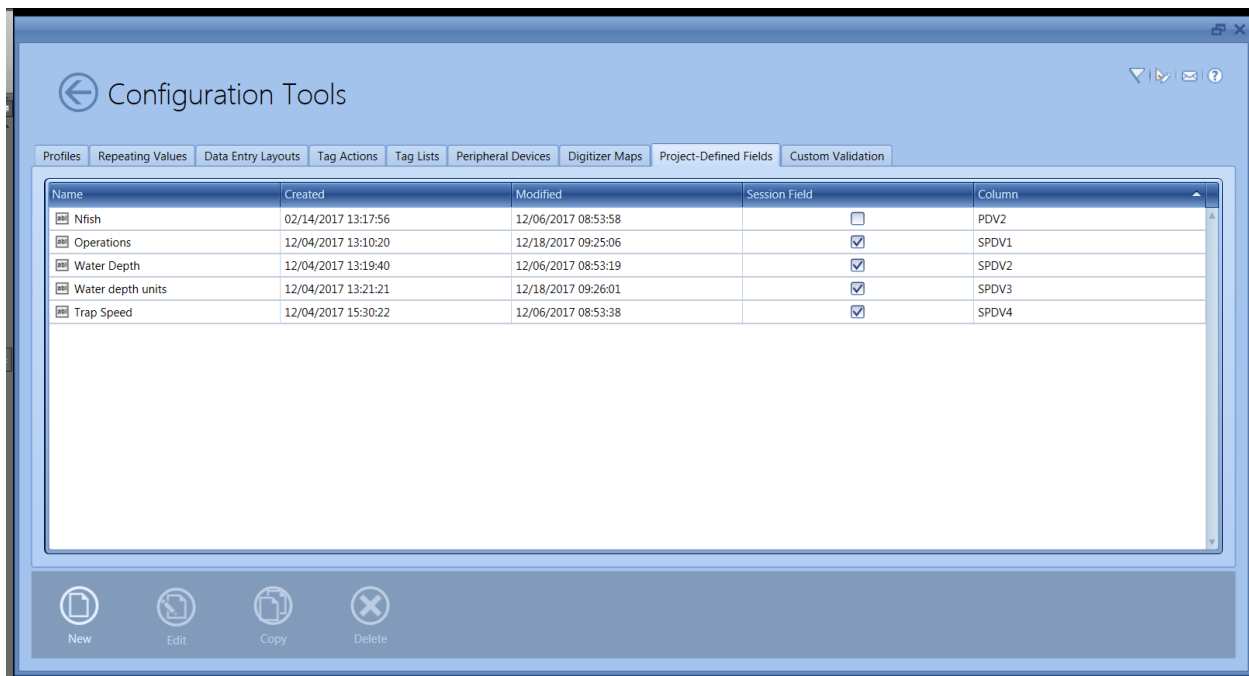 Configuration Tools
Profiles Repeating Values Data Entry Layouts Tag Actions Tag Lists Peripheral Devices Digitizer Maps Project-Defined Fields Custom Validation
Name Created Modified Session Field Column
abl Nfish 02/14/2017 13:17:56 12/06/2017 08:53:58 PDV2
abl Operations 12/04/2017 13:10:20 12/18/2017 09:25:06 SPDV1
abl Water Depth 12/04/2017 13:19:40 12/06/2017 08:53:19 SPDV2
abl Water depth units 12/04/2017 13:21:21 12/18/2017 09:26:01 SPDV3
abl Trap Speed 12/04/2017 15:30:22 12/06/2017 08:53:38 SPDV4
New Edit Copy Delete